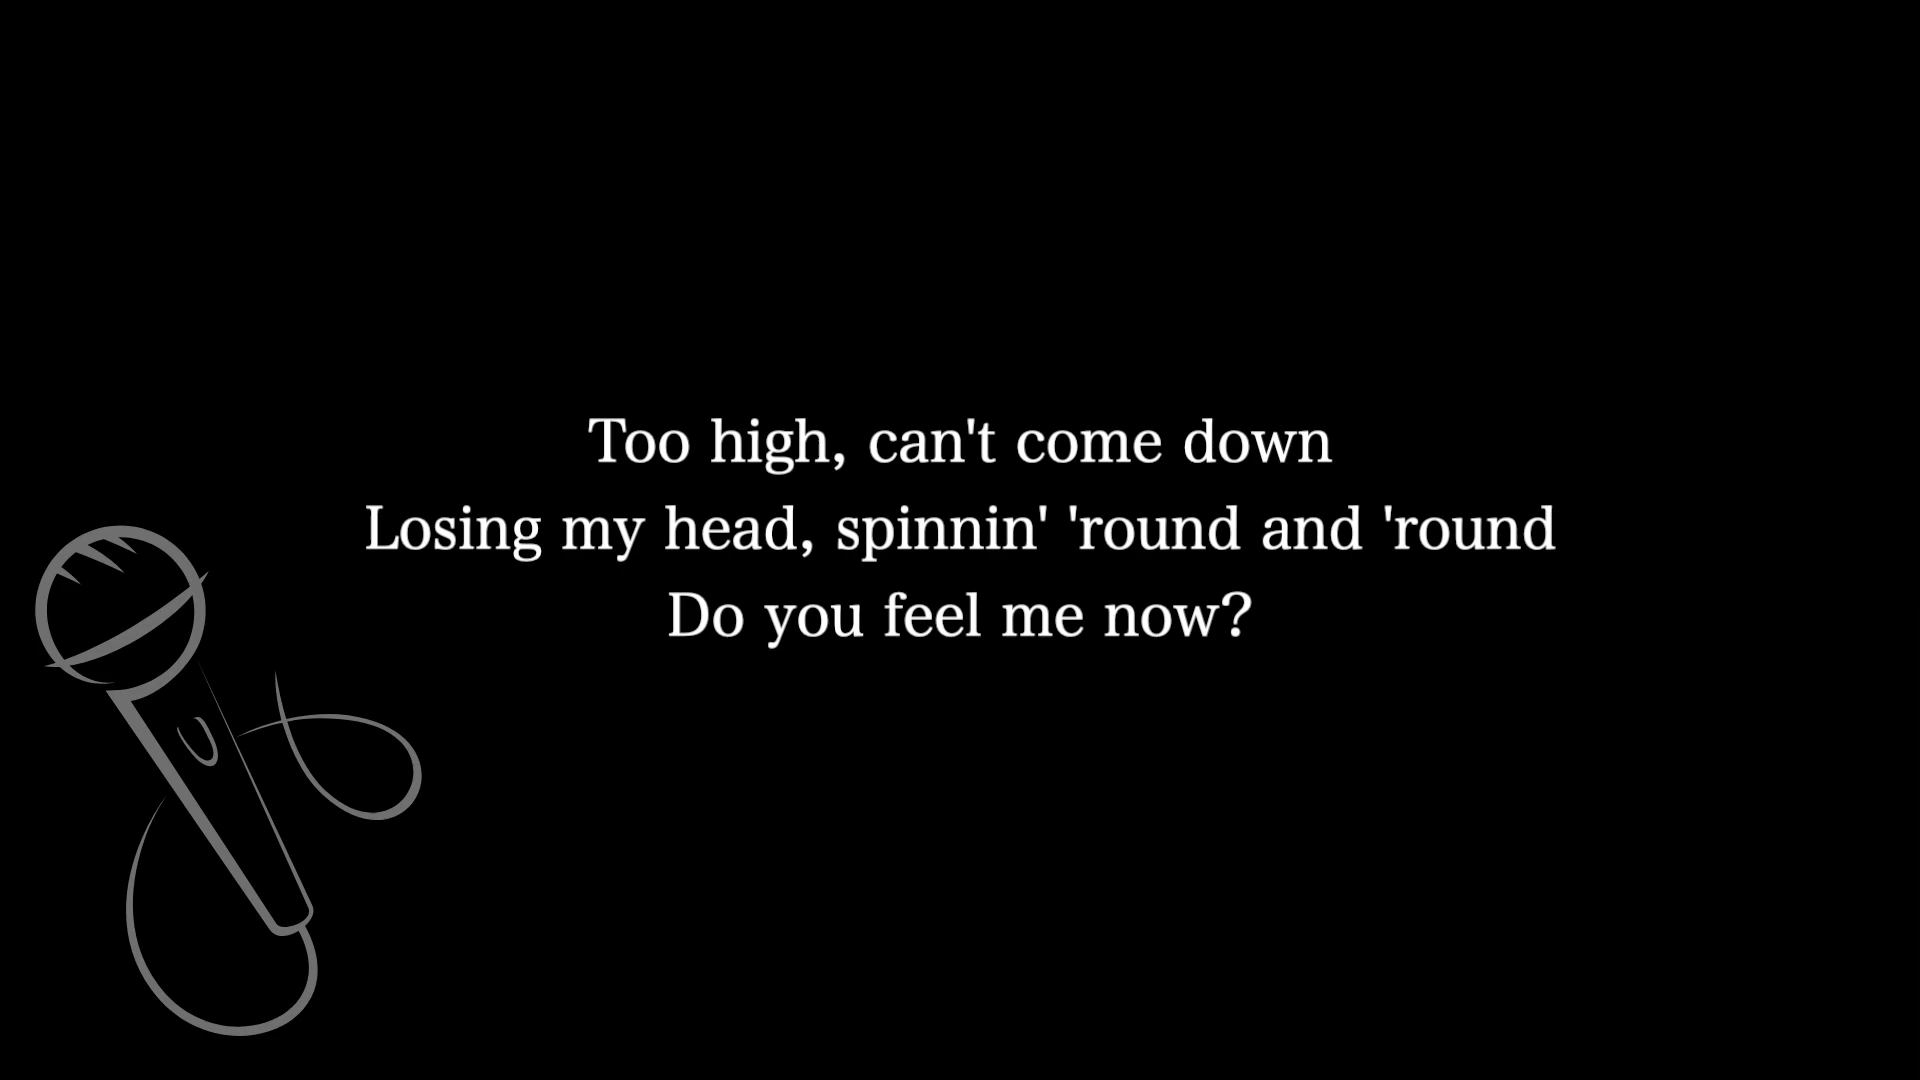 Too high, can't come down
Losing my head, spinnin' 'round and 'round
Do you feel me now?